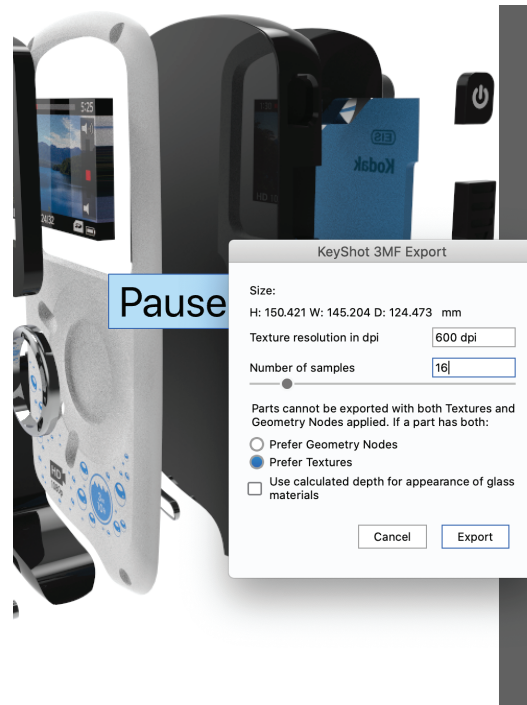 5:25
24/32
HD
1080p
EIS
Kodak
Pause
KeyShot 3MF Export
Size:
H: 150.421 W: 145.204 D: 124.473 mm
Texture resolution in dpi 600 dpi
Number of samples 16
Parts cannot be exported with both Textures and
Geometry Nodes applied. If a part has both:
Prefer Geometry Nodes
Prefer Textures
Use calculated depth for appearance of glass
materials
Cancel Export